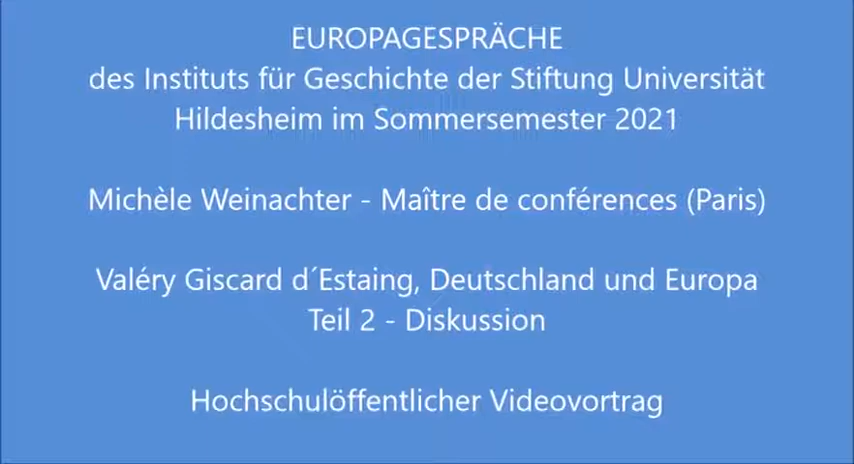 EUROPAGESPRÄCHE
des Instituts für Geschichte der Stiftung Universität
Hildesheim im Sommersemester 2021
Michèle Weinachter - Maître de conférences (Paris)
Valéry Giscard d´Estaing, Deutschland und Europa
Teil 2 - Diskussion
Hochschulöffentlicher Videovortrag